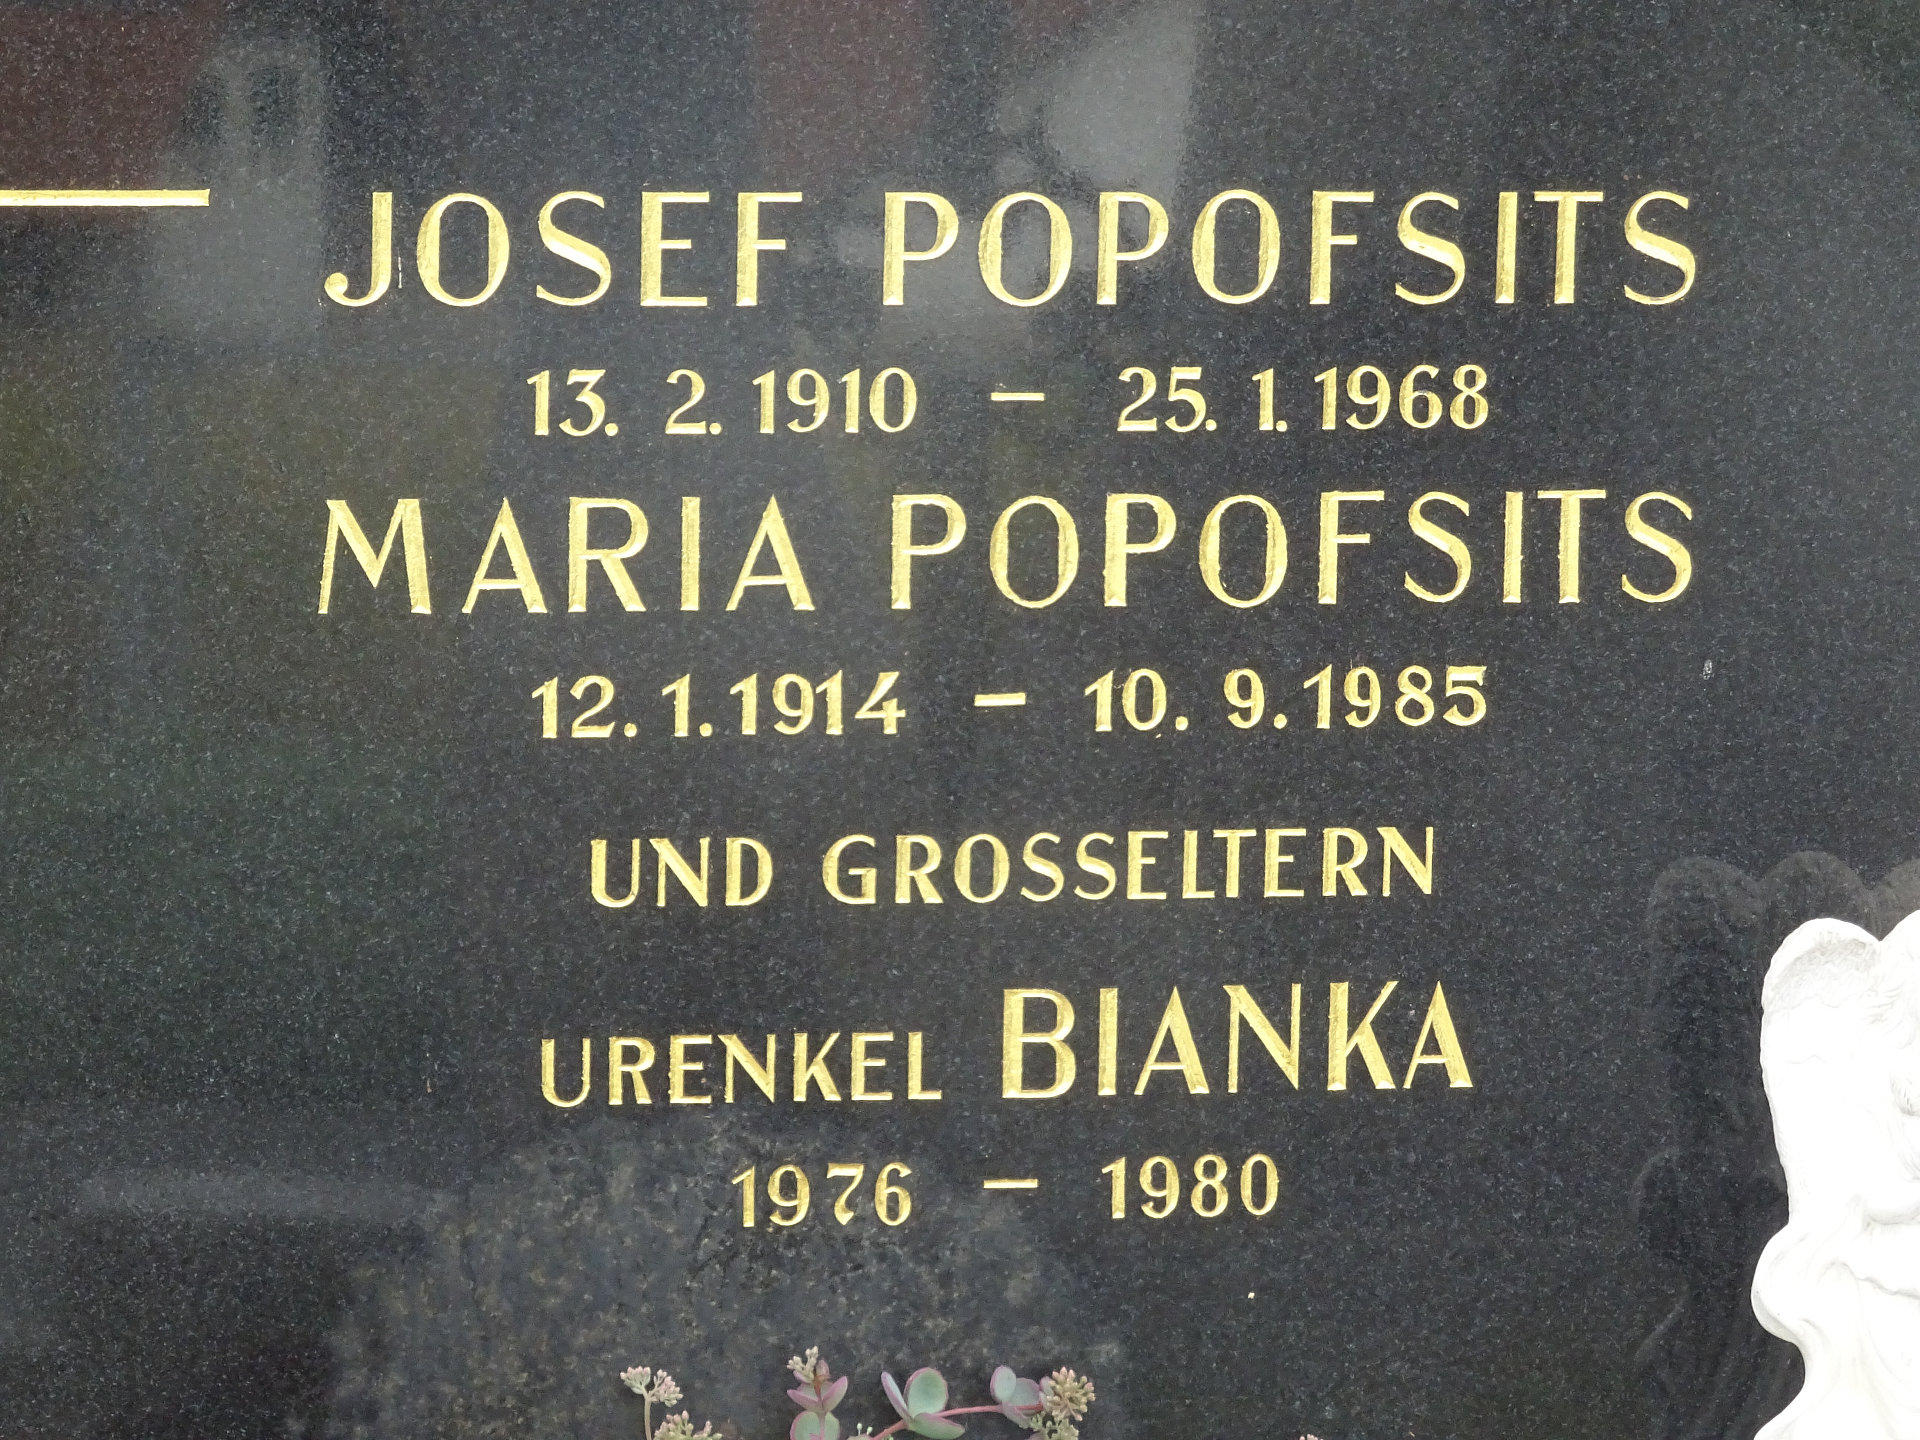 JOSEF POPOFSITS
13. 2. 1910 – 25. 1. 1968
MARIA POPOFSITS
12. 1. 1914 – 10. 9. 1985
UND GROSSELTERN
URENKEL BIANKA
1976 – 1980